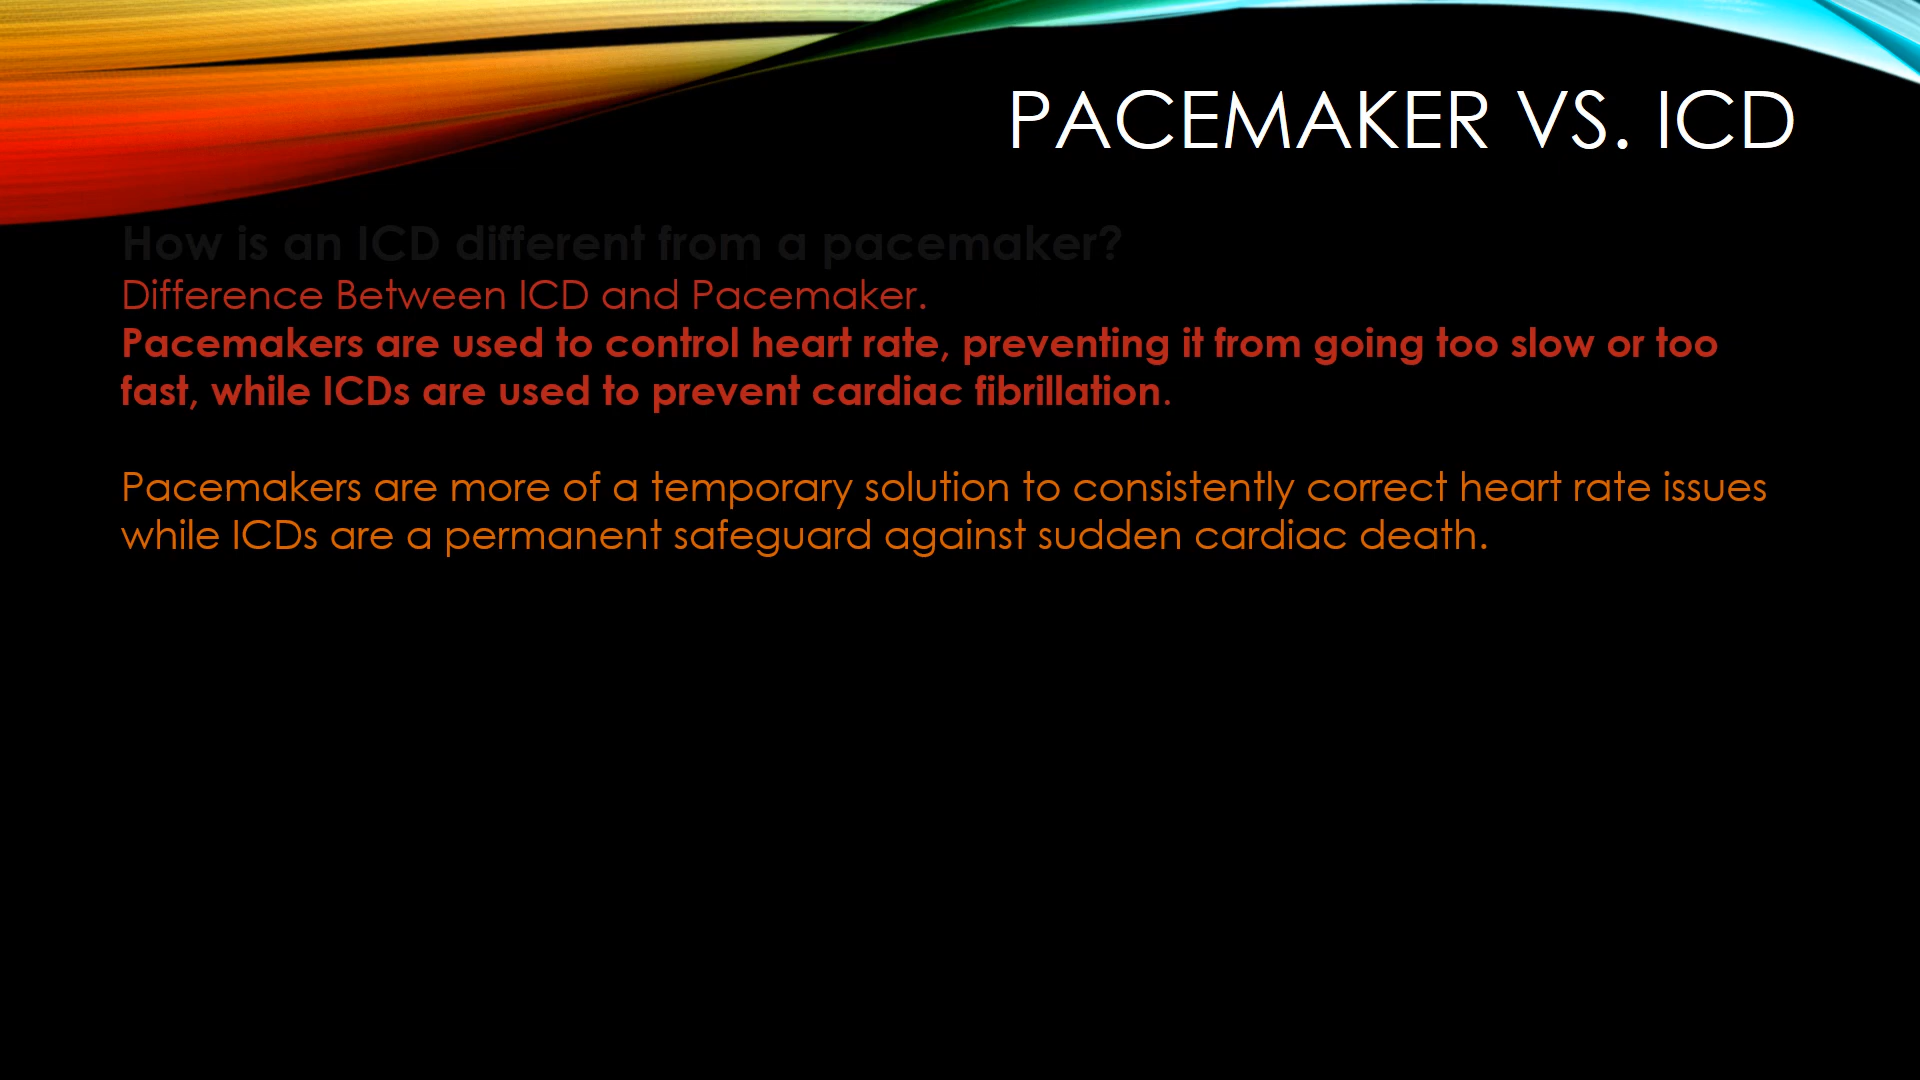 PACEMAKER VS. ICD
How is an ICD different from a pacemaker?
Difference Between ICD and Pacemaker.
Pacemakers are used to control heart rate, preventing it from going too slow or too
fast, while ICDs are used to prevent cardiac fibrillation.
Pacemakers are more of a temporary solution to consistently correct heart rate issues
while ICDs are a permanent safeguard against sudden cardiac death.